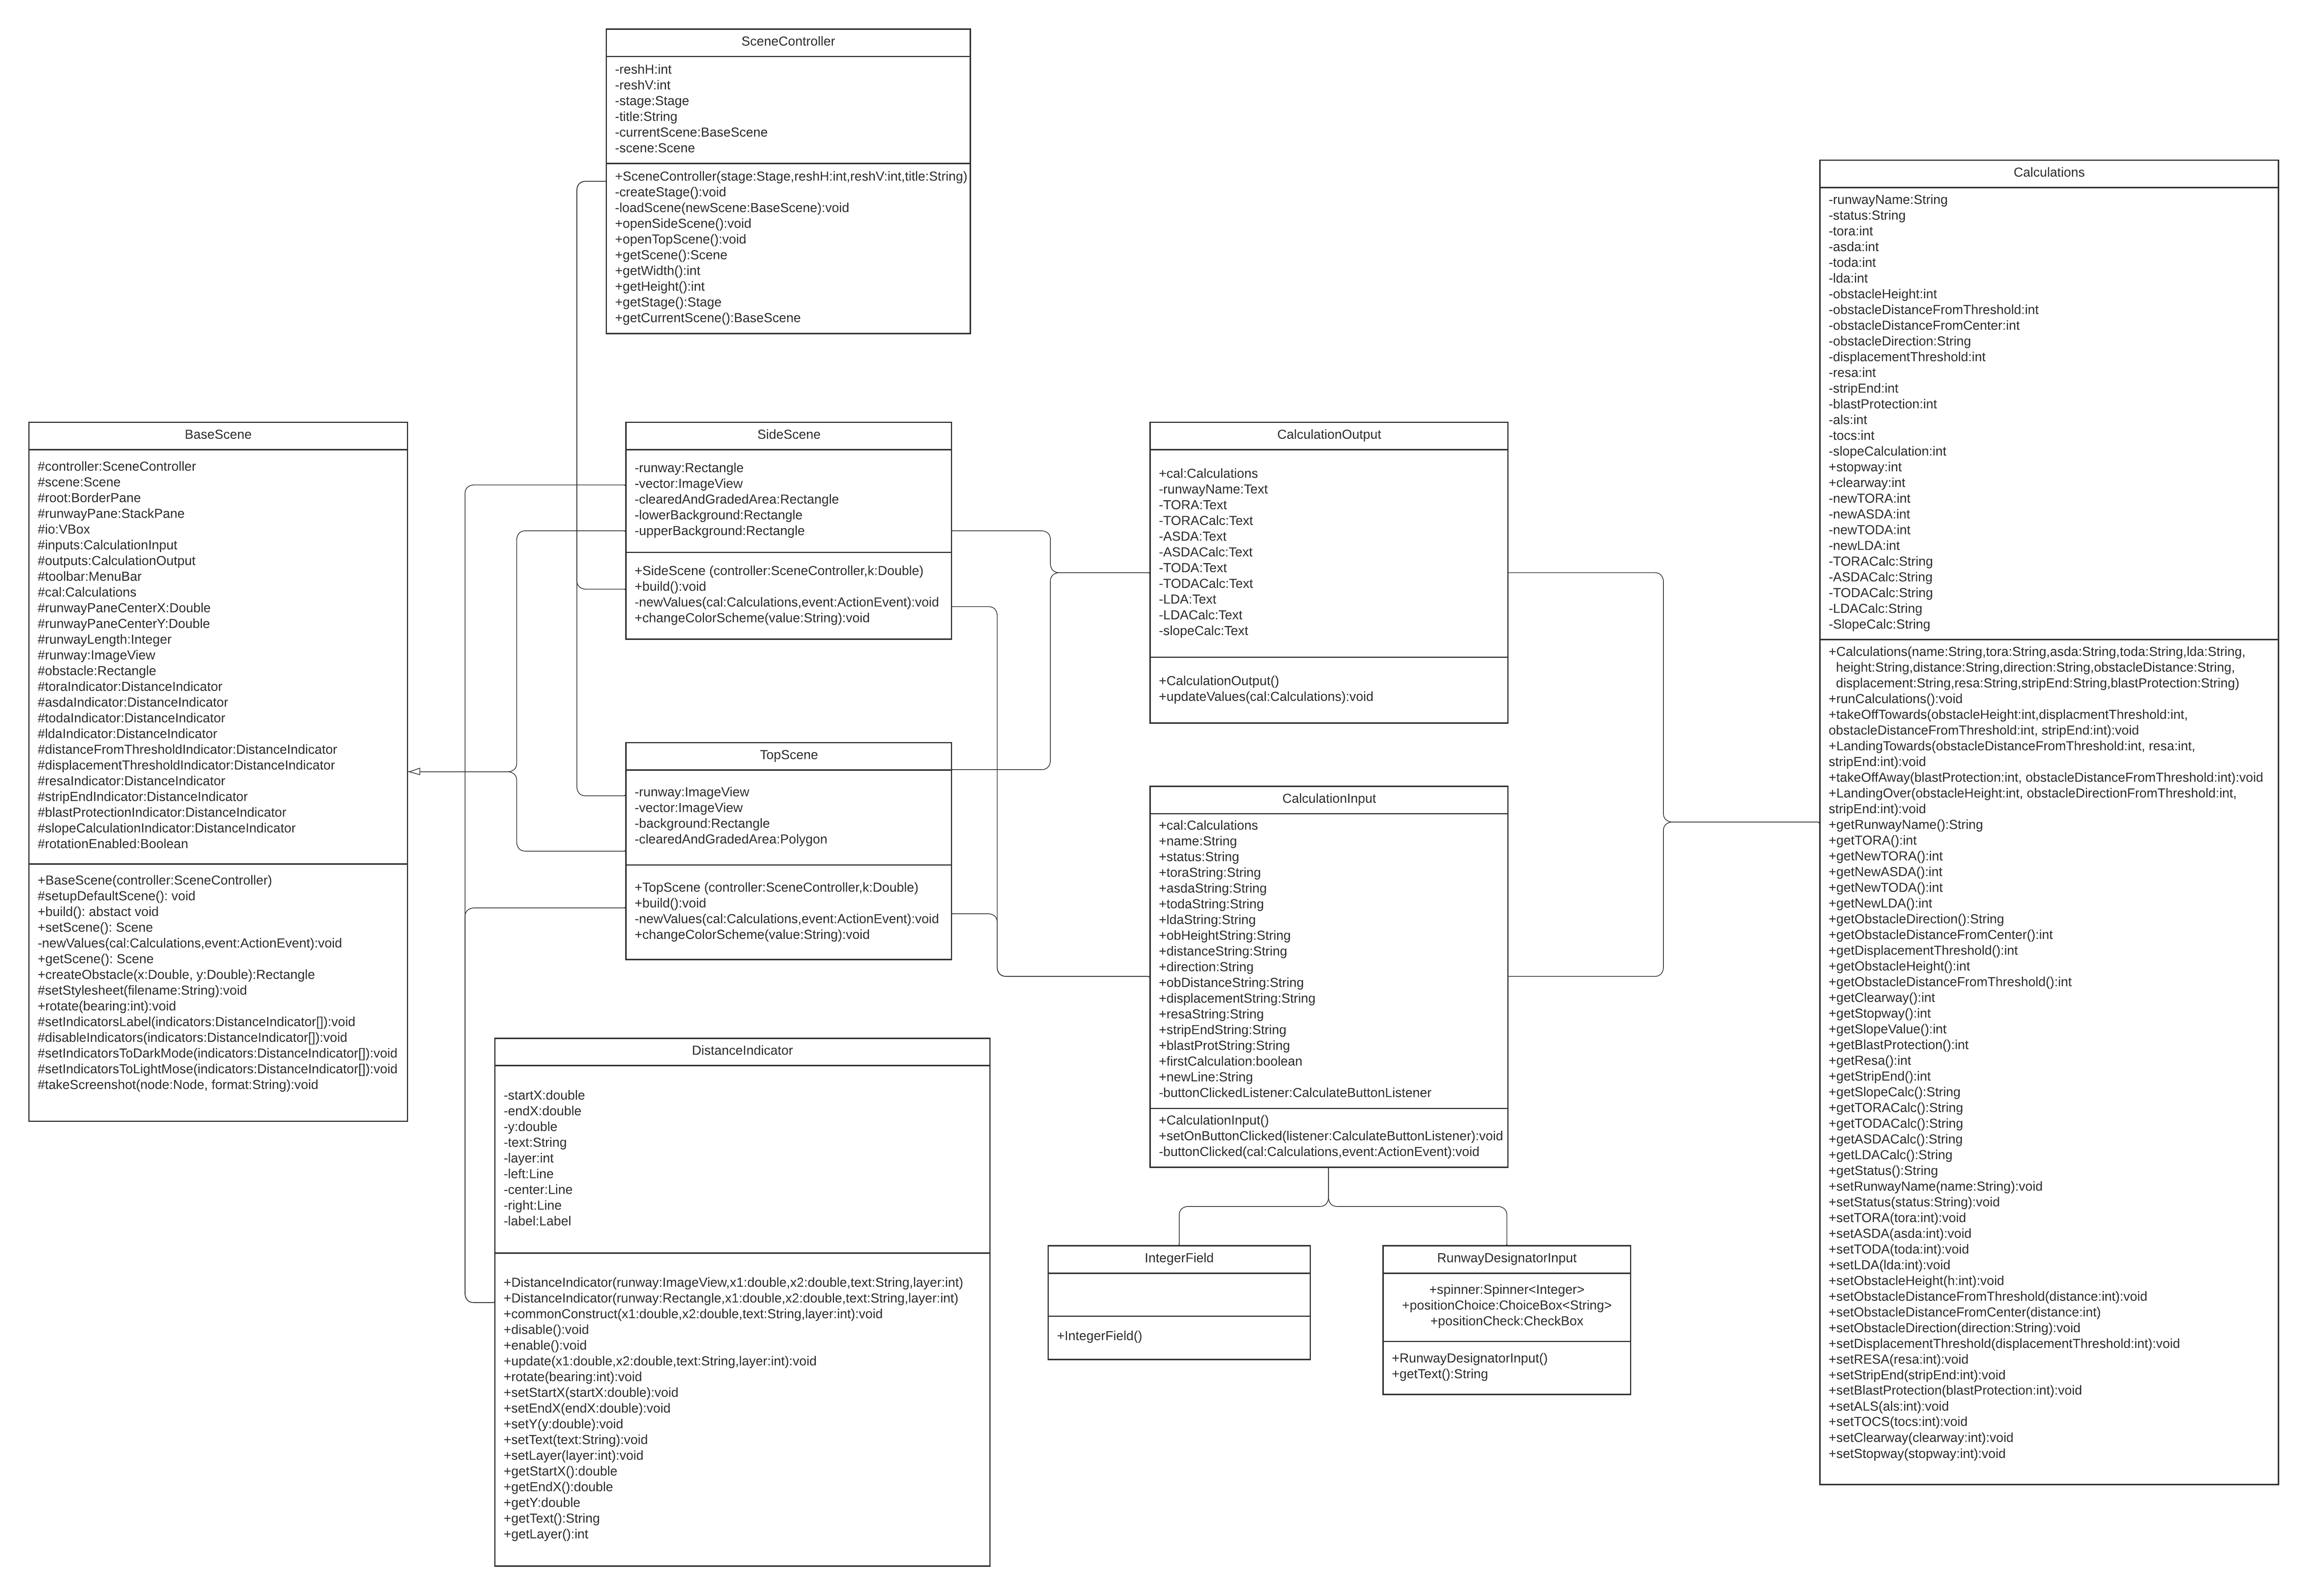 SceneController
-reshH:int
-reshV:int
-stage:Stage
-title:String
-currentScene:BaseScene
-scene:Scene
+SceneController(stage:Stage,reshH:int,reshV:int,title:String)
-createStage():void
-loadScene(newScene:BaseScene):void
+openSideScene():void
+openTopScene():void
+getScene():Scene
+getWidth():int
+getHeight():int
+getStage():Stage
+getCurrentScene():BaseScene
BaseScene
#controller:SceneController
#scene:Scene
#root:BorderPane
#runwayPane:StackPane
#io:VBox
#inputs:CalculationInput
#outputs:CalculationOutput
#toolbar:MenuBar
#cal:Calculations
#runwayPaneCenterX:Double
#runwayPaneCenterY:Double
#runwayLength:Integer
#runway:ImageView
#obstacle:Rectangle
#toraIndicator:DistanceIndicator
#asdaIndicator:DistanceIndicator
#todaIndicator:DistanceIndicator
#ldaIndicator:DistanceIndicator
#distanceFromThresholdIndicator:DistanceIndicator
#displacementThresholdIndicator:DistanceIndicator
#resaIndicator:DistanceIndicator
#stripEndIndicator:DistanceIndicator
#blastProtectionIndicator:DistanceIndicator
#slopeCalculationIndicator:DistanceIndicator
#rotationEnabled:Boolean
+BaseScene(controller:SceneController)
#setupDefaultScene(): void
+build(): abstact void
+setScene(): Scene
-newValues(cal:Calculations,event:ActionEvent):void
+getScene(): Scene
+createObstacle(x:Double, y:Double):Rectangle
#setStylesheet(filename:String):void
+rotate(bearing:int):void
#setIndicatorsLabel(indicators:DistanceIndicator[]):void
#disableIndicators(indicators:DistanceIndicator[]):void
#setIndicatorsToDarkMode(indicators:DistanceIndicator[]):void
#setIndicatorsToLightMose(indicators:DistanceIndicator[]):void
#takeScreenshot(node:Node, format:String):void
SideScene
-runway:Rectangle
-vector:ImageView
-clearedAndGradedArea:Rectangle
-lowerBackground:Rectangle
-upperBackground:Rectangle
+SideScene (controller:SceneController,k:Double)
+build():void
-newValues(cal:Calculations,event:ActionEvent):void
+changeColorScheme(value:String):void
TopScene
-runway:ImageView
-vector:ImageView
-background:Rectangle
-clearedAndGradedArea:Polygon
+TopScene (controller:SceneController,k:Double)
+build():void
-newValues(cal:Calculations,event:ActionEvent):void
+changeColorScheme(value:String):void
DistanceIndicator
-startX:double
-endX:double
-y:double
-text:String
-layer:int
-left:Line
-center:Line
-right:Line
-label:Label
+DistanceIndicator(runway:ImageView,x1:double,x2:double,text:String,layer:int)
+DistanceIndicator(runway:Rectangle,x1:double,x2:double,text:String,layer:int)
+commonConstruct(x1:double,x2:double,text:String,layer:int):void
+disable():void
+enable():void
+update(x1:double,x2:double,text:String,layer:int):void
+rotate(bearing:int):void
+setStartX(startX:double):void
+setEndX(endX:double):void
+setY(y:double):void
+setText(text:String):void
+setLayer(layer:int):void
+getStartX():double
+getEndX():double
+getY:double
+getText():String
+getLayer():int
CalculationOutput
+cal:Calculations
-runwayName:Text
-TORA:Text
-TORACalc:Text
-ASDA:Text
-ASDACalc:Text
-TODA:Text
-TODACalc:Text
-LDA:Text
-LDACalc:Text
-slopeCalc:Text
+CalculationOutput()
+updateValues(cal:Calculations):void
CalculationInput
+cal:Calculations
+name:String
+status:String
+toraString:String
+asdaString:String
+todaString:String
+ldaString:String
+obHeightString:String
+distanceString:String
+direction:String
+obDistanceString:String
+displacementString:String
+resaString:String
+stripEndString:String
+blastProtString:String
+firstCalculation:boolean
+newLine:String
-buttonClickedListener:CalculateButtonListener
+CalculationInput()
+setOnButtonClicked(listener:CalculateButtonListener):void
-buttonClicked(cal:Calculations,event:ActionEvent):void
IntegerField
+IntegerField()
RunwayDesignatorInput
+spinner:Spinner<Integer>
+positionChoice:ChoiceBox<String>
+positionCheck:CheckBox
+RunwayDesignatorInput()
+getText():String
Calculations
-runwayName:String
-status:String
-tora:int
-asda:int
-toda:int
-lda:int
-obstacleHeight:int
-obstacleDistanceFromThreshold:int
-obstacleDistanceFromCenter:int
-obstacleDirection:String
-displacementThreshold:int
-resa:int
-stripEnd:int
-blastProtection:int
-als:int
-tocs:int
-slopeCalculation:int
+stopway:int
+clearway:int
-newTORA:int
-newASDA:int
-newTODA:int
-newLDA:int
-TORACalc:String
-ASDACalc:String
-TODACalc:String
-LDACalc:String
-SlopeCalc:String
+Calculations(name:String,tora:String,asda:String,toda:String,lda:String,
height:String,distance:String,direction:String,obstacleDistance:String,
displacement:String,resa:String,stripEnd:String,blastProtection:String)
+runCalculations():void
+takeOffTowards(obstacleHeight:int,displacmentThreshold:int,
obstacleDistanceFromThreshold:int, stripEnd:int):void
+LandingTowards(obstacleDistanceFromThreshold:int, resa:int,
stripEnd:int):void
+takeOffAway(blastProtection:int, obstacleDistanceFromThreshold:int):void
+LandingOver(obstacleHeight:int, obstacleDirectionFromThreshold:int,
stripEnd:int):void
+getRunwayName():String
+getTORA():int
+getNewTORA():int
+getNewASDA():int
+getNewTODA():int
+getNewLDA():int
+getObstacleDirection():String
+getObstacleDistanceFromCenter():int
+getDisplacementThreshold():int
+getObstacleHeight():int
+getObstacleDistanceFromThreshold():int
+getClearway():int
+getStopway():int
+getSlopeValue():int
+getBlastProtection():int
+getResa():int
+getStripEnd():int
+getSlopeCalc():String
+getTORACalc():String
+getTODACalc():String
+getASDACalc():String
+getLDACalc():String
+getStatus():String
+setRunwayName(name:String):void
+setStatus(status:String):void
+setTORA(tora:int):void
+setASDA(asda:int):void
+setTODA(toda:int):void
+setLDA(lda:int):void
+setObstacleHeight(h:int):void
+setObstacleDistanceFromThreshold(distance:int):void
+setObstacleDistanceFromCenter(distance:int)
+setObstacleDirection(direction:String):void
+setDisplacementThreshold(displacementThreshold:int):void
+setRESA(resa:int):void
+setStripEnd(stripEnd:int):void
+setBlastProtection(blastProtection:int):void
+setALS(als:int):void
+setTOCS(tocs:int):void
+setClearway(clearway:int):void
+setStopway(stopway:int):void